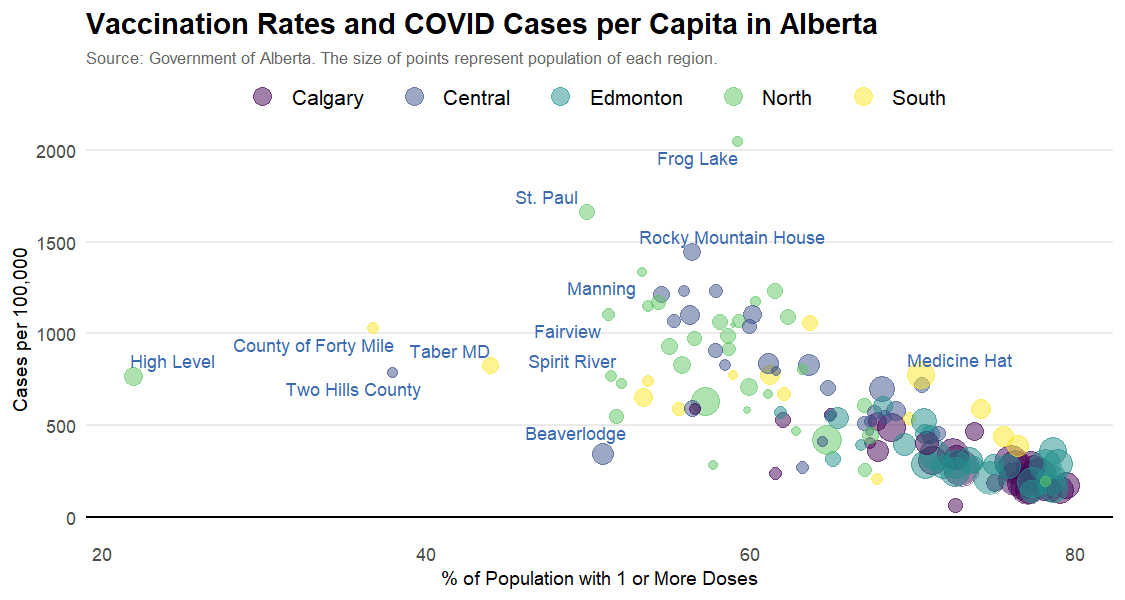 Vaccination Rates and COVID Cases per Capita in Alberta
Source: Government of Alberta. The size of points represent population of each region.
Calgary Central Edmonton North South
2000
Frog Lake
St. Paul
Rocky Mountain House
1500
Manning
1000
Fairview
County of Forty Mile
Taber MD
High Level
Spirit River
Medicine Hat
Two Hills County
500
Beaverlodge
0
Cases per 100,000
20 40 60 80
% of Population with 1 or More Doses